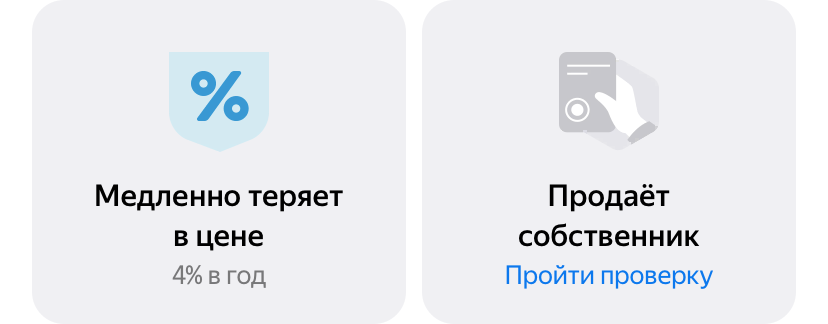 %
Медленно теряет
в цене
4% в год
Продаёт
собственник
Пройти проверку